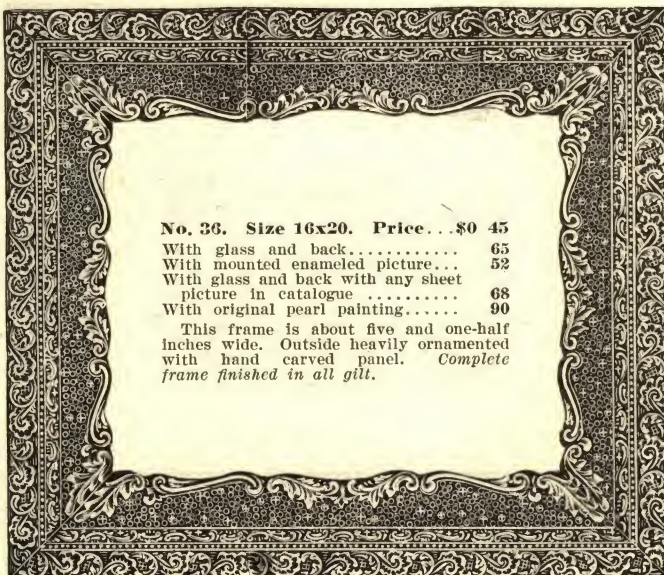 No. 36. Size 16x20. Price...$0 45
With glass and back............ 65
With mounted enameled picture... 52
With glass and back with any sheet
picture in catalogue .......... 68
With original pearl painting...... 90
This frame is about five and one-half
inches wide. Outside heavily ornamented
with hand carved panel. Complete
frame finished in all gilt.